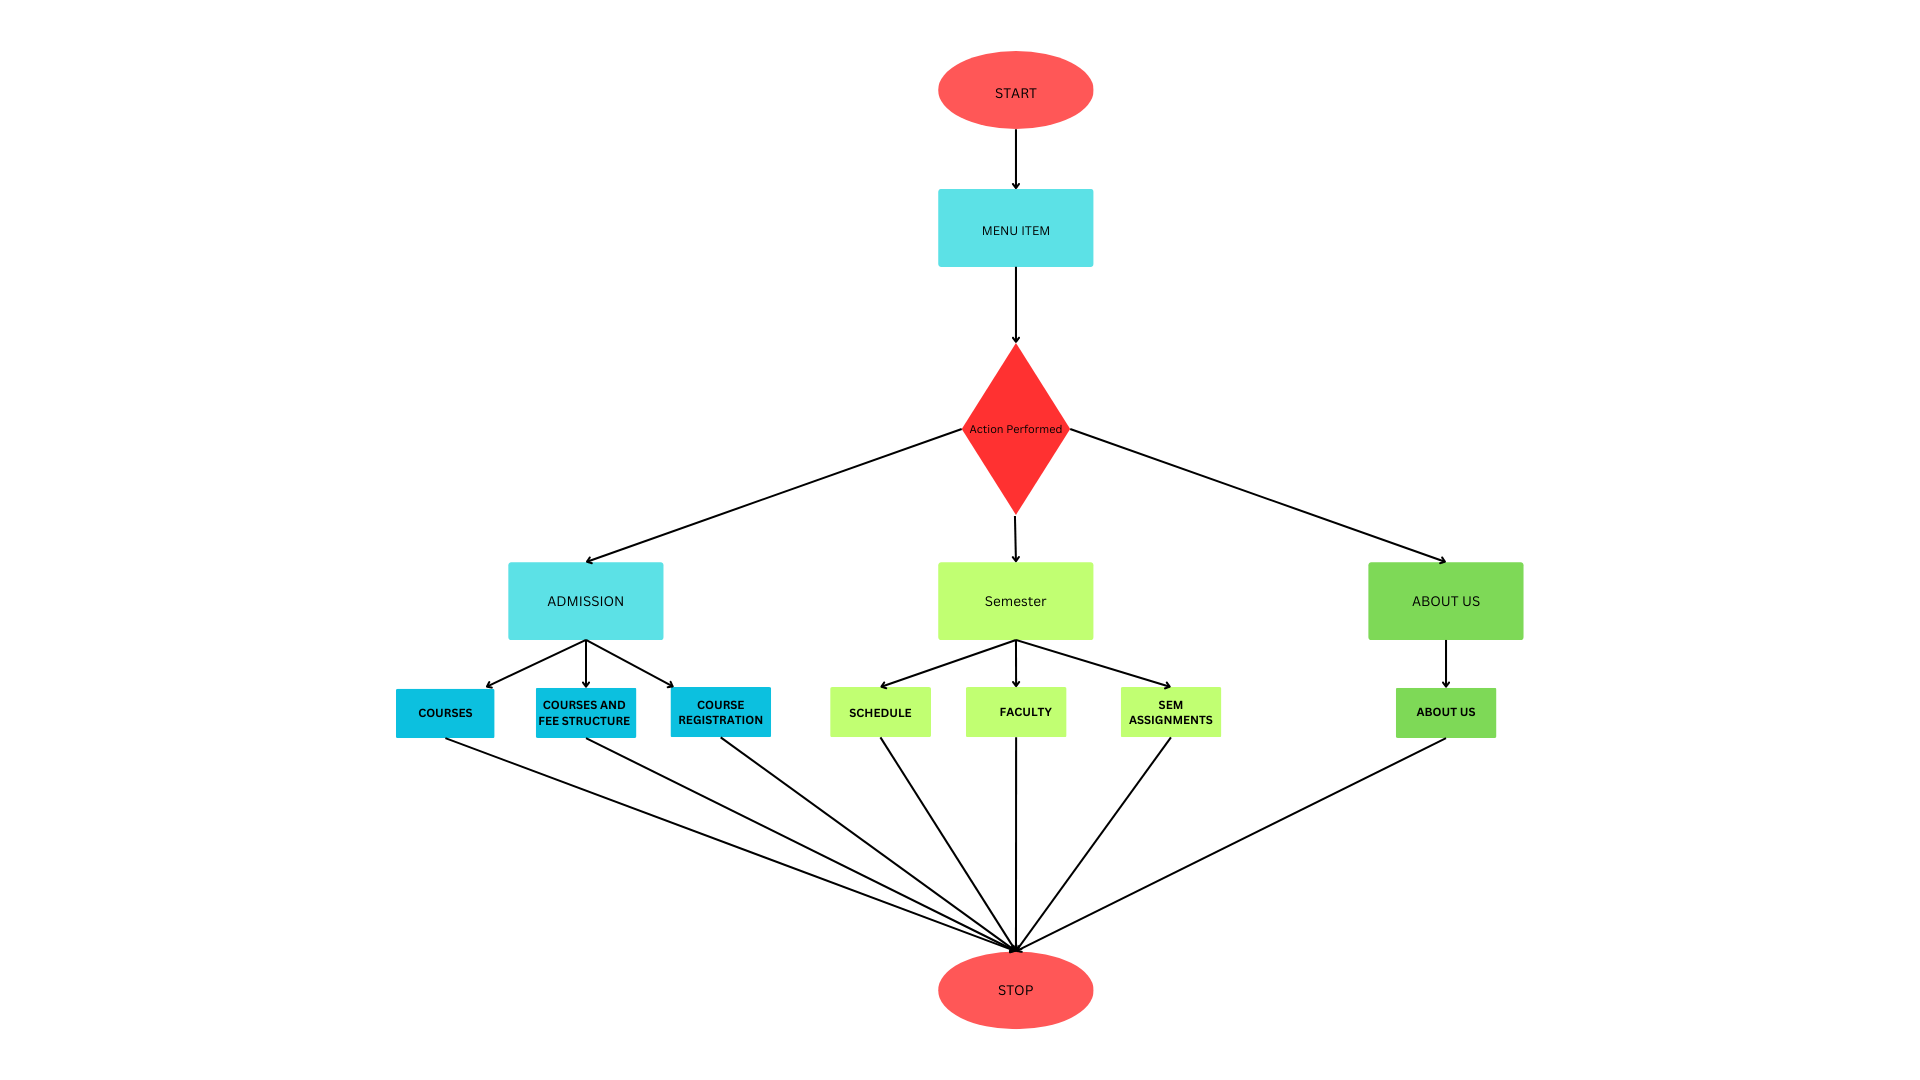 START
MENU ITEM
Action Performed
ADMISSION
Semester
ABOUT US
COURSES
COURSES AND
FEE STRUCTURE
COURSE
REGISTRATION
SCHEDULE
FACULTY
SEM
ASSIGNMENTS
ABOUT US
STOP